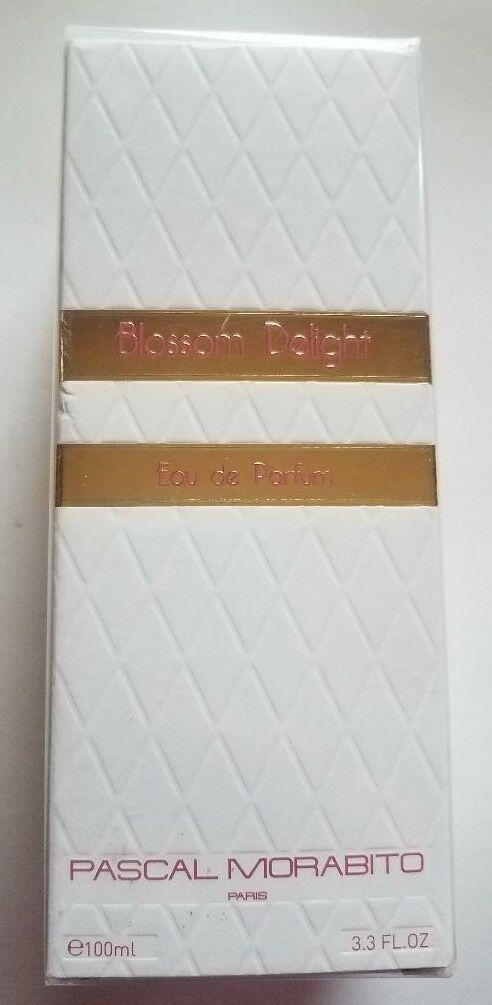 Blossom Delight
Eau de Parfum
PASCAL MORABITO
PARIS
℮100ml 3.3 FL.OZ